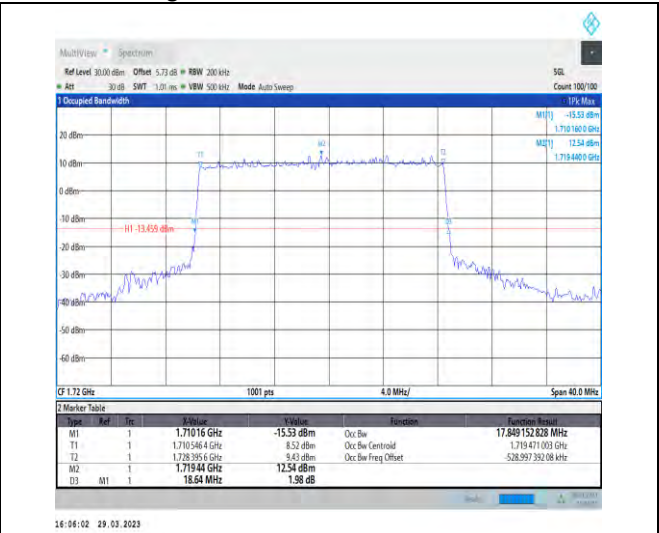 MultiView Spectrum
Ref Level 30.00 dBm Offset 5.73 dB RBW 200 kHz SGL
Att 30 dB SWT 1.01 ms VBW 500 kHz Mode Auto Sweep Count 100/100
1 Occupied Bandwidth 1Pk Max
M1[1] -15.53 dBm
1.710 160 0 GHz
20 dBm
M2[1] 12.54 dBm
1.719 440 0 GHz
M2
T1
T2
10 dBm
0 dBm
-10 dBm
M1
D3
H1 -13.459 dBm
-20 dBm
-30 dBm
-40 dBm
-50 dBm
-60 dBm
CF 1.72 GHz 1001 pts 4.0 MHz/ Span 40.0 MHz
2 Marker Table
Type Ref Trc X-Value Y-Value Function Function Result
M1 1 1.71016 GHz -15.53 dBm Occ Bw 17.849 152 828 MHz
T1 1 1.710 546 4 GHz 8.52 dBm Occ Bw Centroid 1.719 471 003 GHz
T2 1 1.728 395 6 GHz 9.43 dBm Occ Bw Freq Offset -528.997 392 08 kHz
M2 1 1.71944 GHz 12.54 dBm
D3 M1 1 18.64 MHz 1.98 dB
16:06:02 29.03.2023